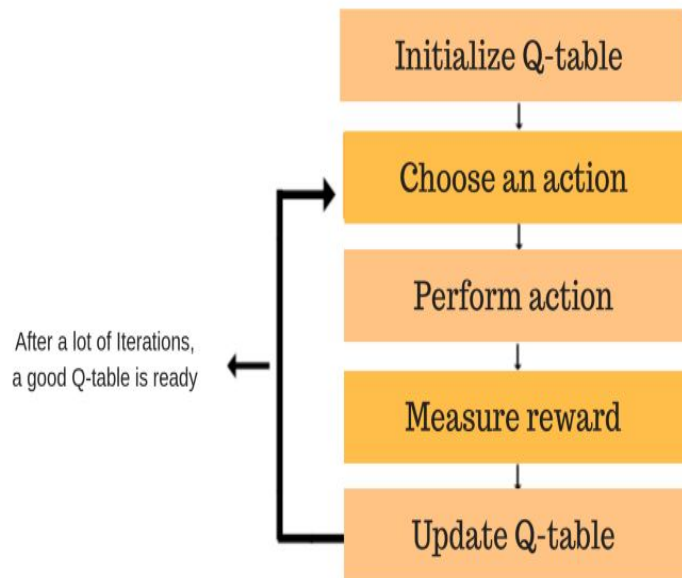 Initialize Q-table
Choose an action
Perform action
After a lot of Iterations,
a good Q-table is ready
Measure reward
Update Q-table